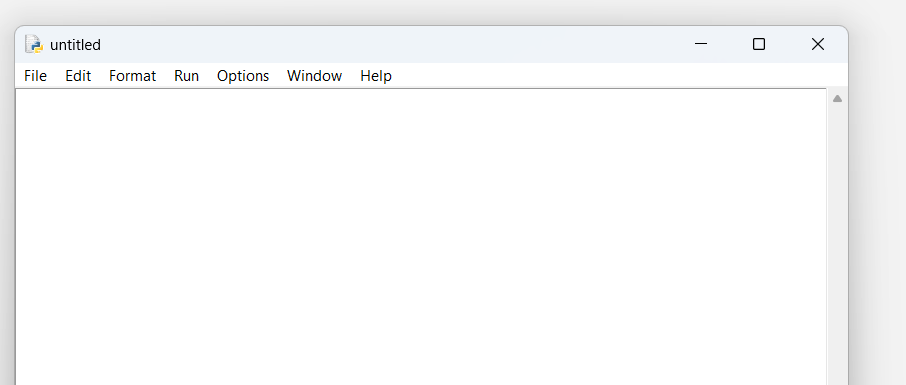 untitled
File Edit Format Run Options Window Help